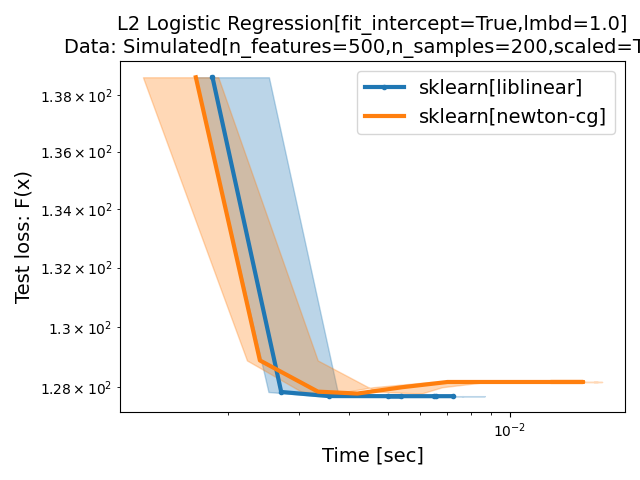 L2 Logistic Regression[fit_intercept=True,lmbd=1.0]
Data: Simulated[n_features=500,n_samples=200,scaled=T
sklearn[liblinear]
sklearn[newton-cg]
Test loss: F(x)
1.38 × 10²
1.36 × 10²
1.34 × 10²
1.32 × 10²
1.3 × 10²
1.28 × 10²
10⁻²
Time [sec]